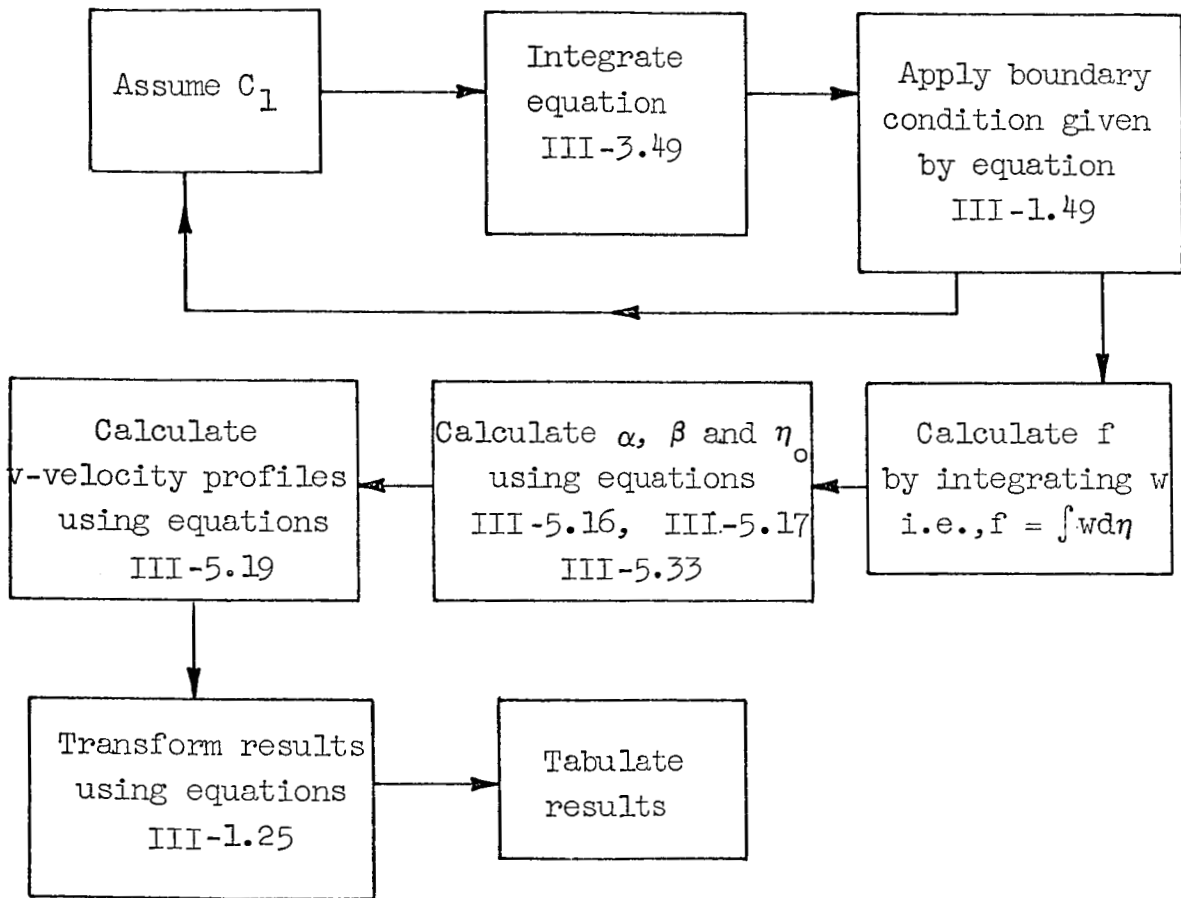 Assume C₁
Integrate
equation
III-3.49
Apply boundary
condition given
by equation
III-1.49
Calculate
v-velocity profiles
using equations
III-5.19
Calculate α, β and ηₒ
using equations
III-5.16, III-5.17
III-5.33
Calculate f
by integrating w
i.e.,f = ∫wdη
Transform results
using equations
III-1.25
Tabulate
results